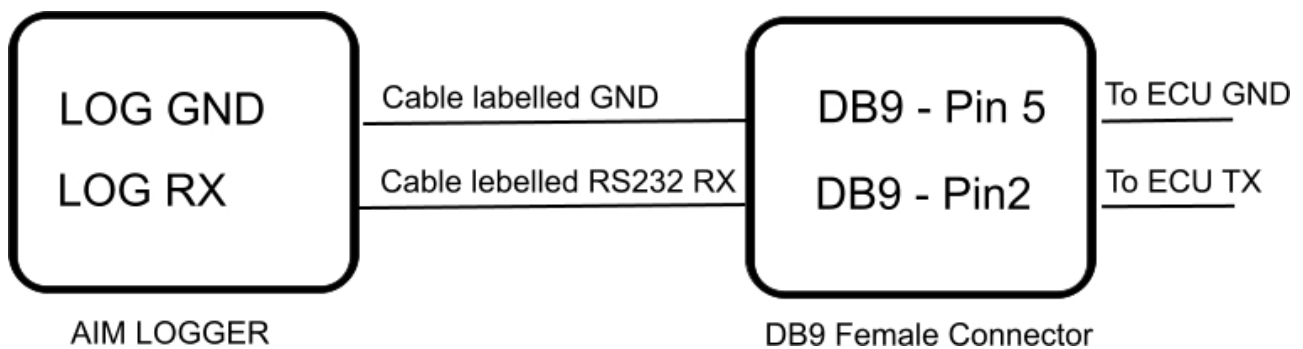 LOG GND
LOG RX
Cable labelled GND
Cable lebelled RS232 RX
DB9 - Pin 5
DB9 - Pin2
To ECU GND
To ECU TX
AIM LOGGER
DB9 Female Connector